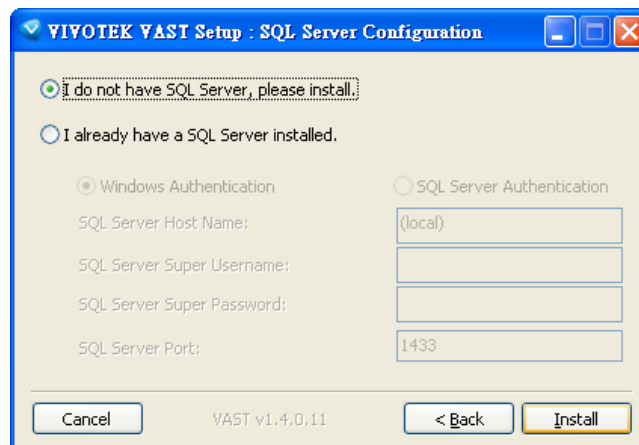 VIVOTEK VAST Setup : SQL Server Configuration
I do not have SQL Server, please install.
I already have a SQL Server installed.
Windows Authentication SQL Server Authentication
SQL Server Host Name: (local)
SQL Server Super Username:
SQL Server Super Password:
SQL Server Port: 1433
Cancel VAST v1.4.0.11 < Back Install